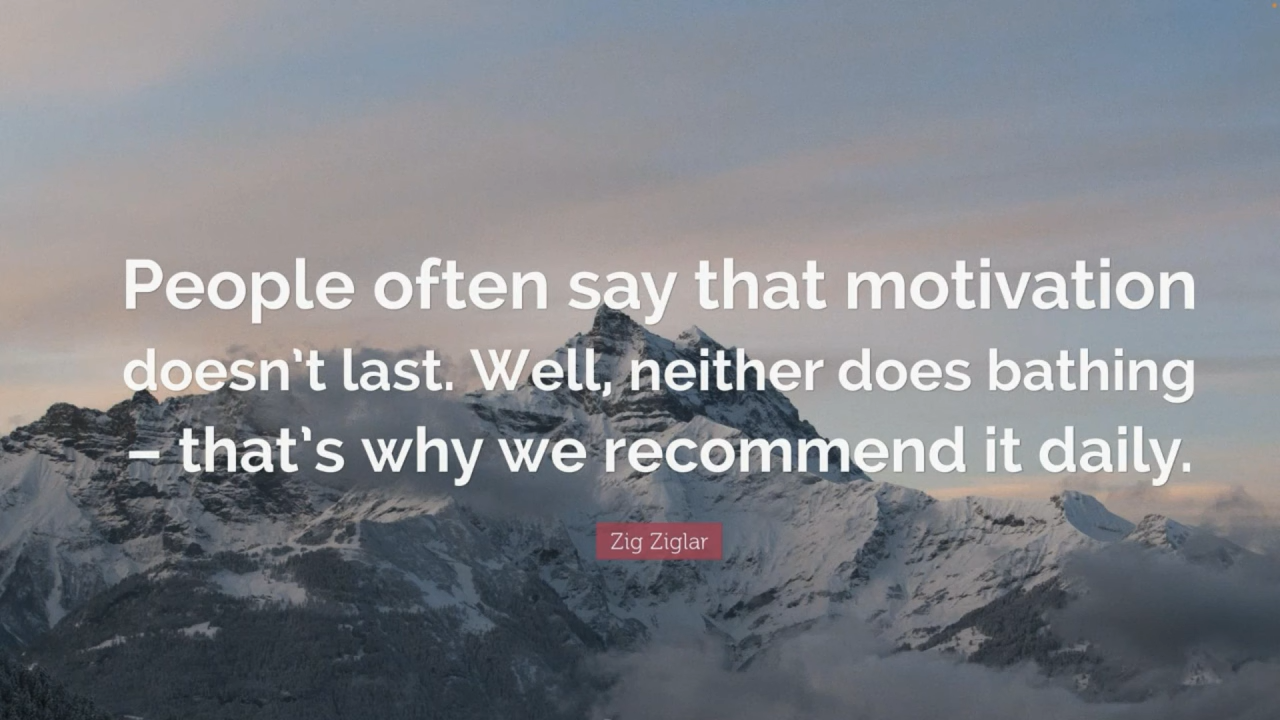 People often say that motivation
doesn’t last. Well, neither does bathing
– that’s why we recommend it daily.
Zig Ziglar